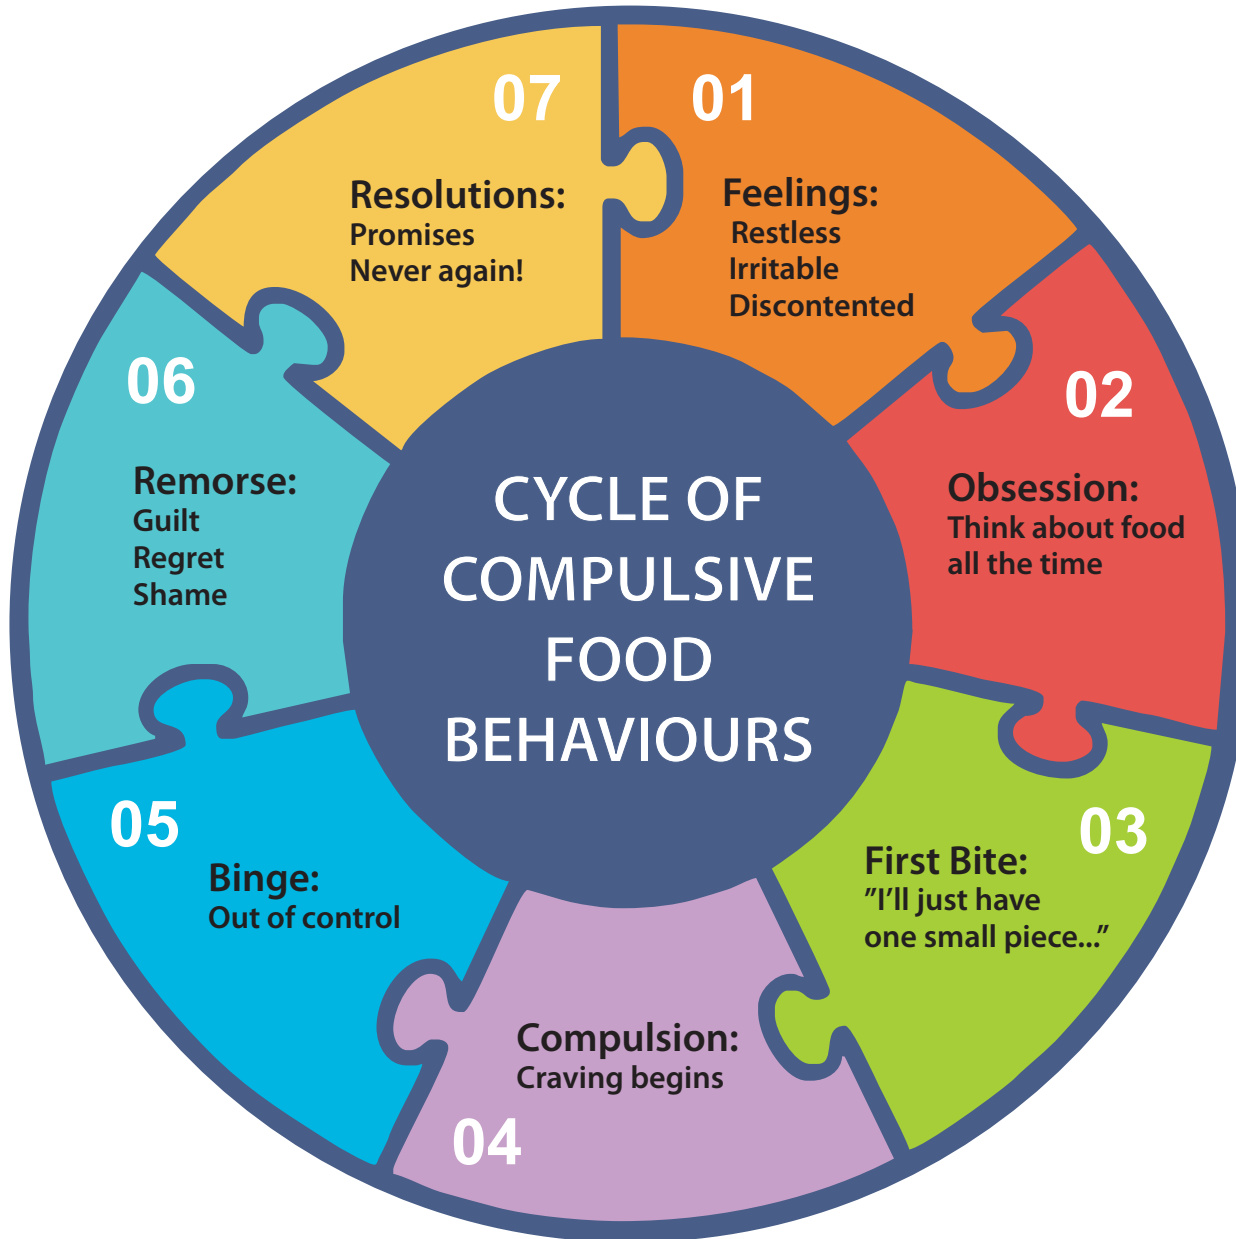 CYCLE OF
COMPULSIVE
FOOD
BEHAVIOURS
01
Feelings:
Restless
Irritable
Discontented
02
Obsession:
Think about food
all the time
03
First Bite:
”I’ll just have
one small piece...”
04
Compulsion:
Craving begins
05
Binge:
Out of control
06
Remorse:
Guilt
Regret
Shame
07
Resolutions:
Promises
Never again!